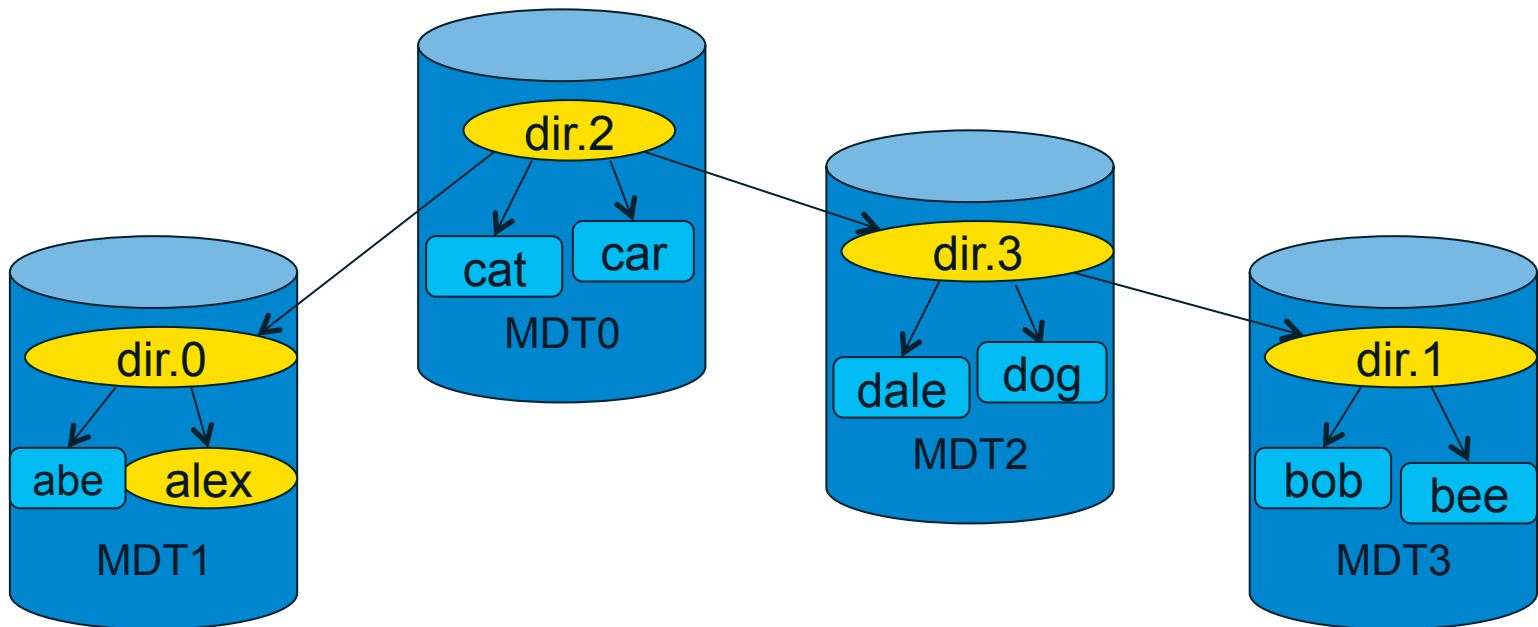 dir.2
cat
car
MDT0
dir.3
dale
dog
MDT2
dir.0
abe
alex
MDT1
dir.1
bob
bee
MDT3